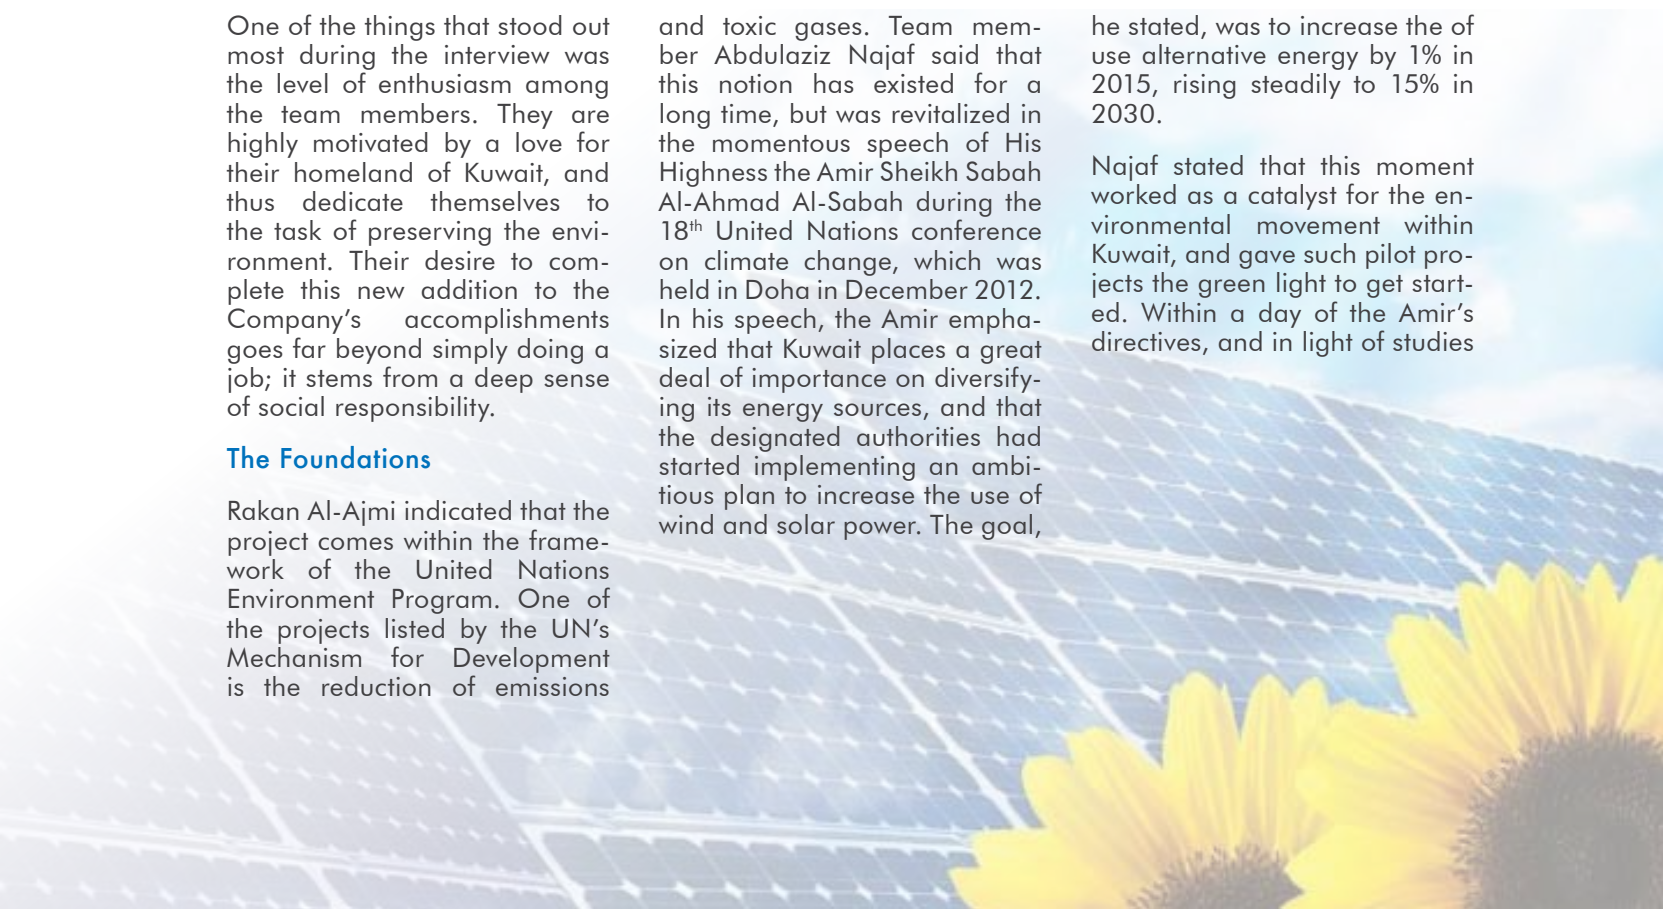 One of the things that stood out
most during the interview was
the level of enthusiasm among
the team members. They are
highly motivated by a love for
their homeland of Kuwait, and
thus dedicate themselves to
the task of preserving the envi-
ronment. Their desire to com-
plete this new addition to the
Company’s accomplishments
goes far beyond simply doing a
job; it stems from a deep sense
of social responsibility.
The Foundations
Rakan Al-Ajmi indicated that the
project comes within the frame-
work of the United Nations
Environment Program. One of
the projects listed by the UN’s
Mechanism for Development
is the reduction of emissions
and toxic gases. Team mem-
ber Abdulaziz Najaf said that
this notion has existed for a
long time, but was revitalized in
the momentous speech of His
Highness the Amir Sheikh Sabah
Al-Ahmad Al-Sabah during the
18th United Nations conference
on climate change, which was
held in Doha in December 2012.
In his speech, the Amir empha-
sized that Kuwait places a great
deal of importance on diversify-
ing its energy sources, and that
the designated authorities had
started implementing an ambi-
tious plan to increase the use of
wind and solar power. The goal,
he stated, was to increase the of
use alternative energy by 1% in
2015, rising steadily to 15% in
2030.
Najaf stated that this moment
worked as a catalyst for the en-
vironmental movement within
Kuwait, and gave such pilot pro-
jects the green light to get start-
ed. Within a day of the Amir’s
directives, and in light of studies